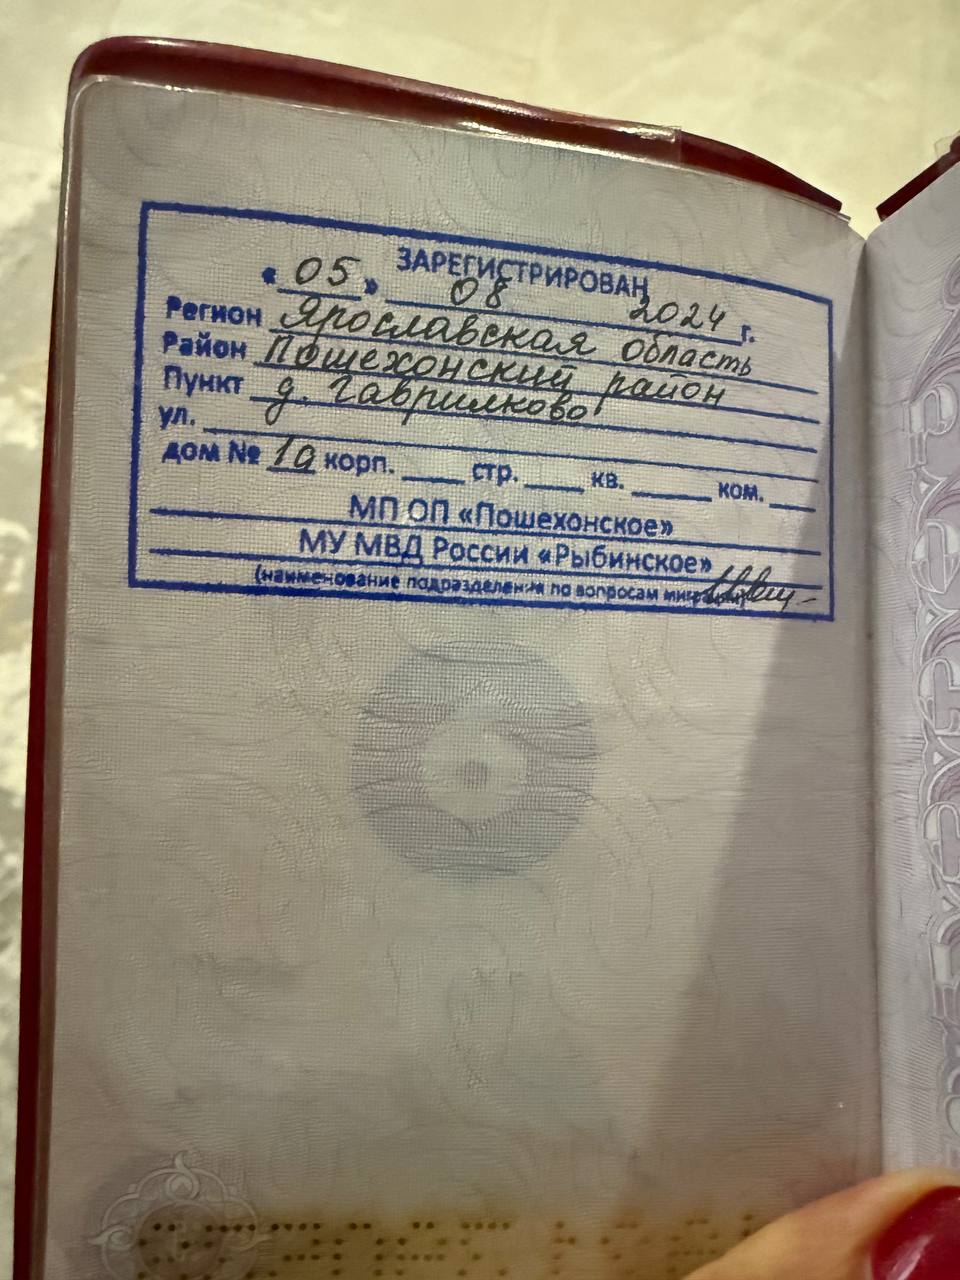 ЗАРЕГИСТРИРОВАН
«05» 08 2024 г.
Регион Ярославская область
Район Пошехонский район
Пункт д. Гаврилково
ул.
дом № 1а корп. стр. кв. ком.
МП ОП «Пошехонское»
МУ МВД России «Рыбинское»
(наименование подразделения по вопросам миграции)